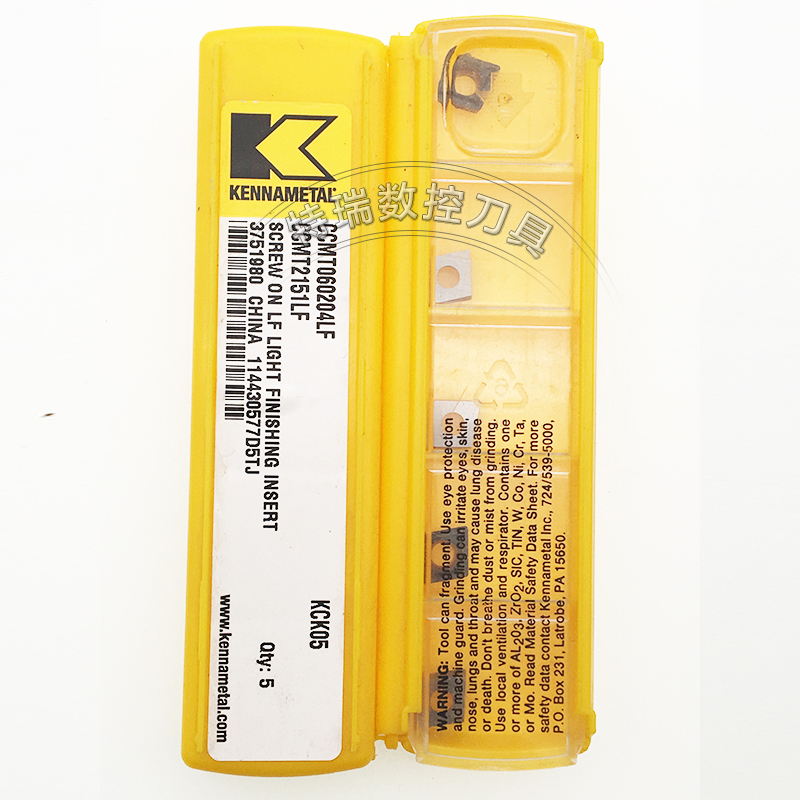 KENNAMETAL
CCMT060204LF
CCMT2151LF
SCREW ON LF LIGHT FINISHING INSERT
3751980 CHINA 114430577D5TJ
KCK05
Qty: 5
www.kennametal.com
特瑞数控刀具
WARNING: Tool can fragment. Use eye protection
and machine guard. Grinding can irritate eyes, skin,
nose, lungs and throat and may cause lung disease
or death. Don't breathe dust or mist from grinding.
Use local ventilation and respirator. Contains one
or more of AL₂03, ZrO₂, SIC, TIN, W, Co, Ni, Cr, Ta,
or Mo. Read Material Safety Data Sheet. For more
safety data contact Kennametal Inc., 724/539-5000,
P.O. Box 231, Latrobe, PA 15650.